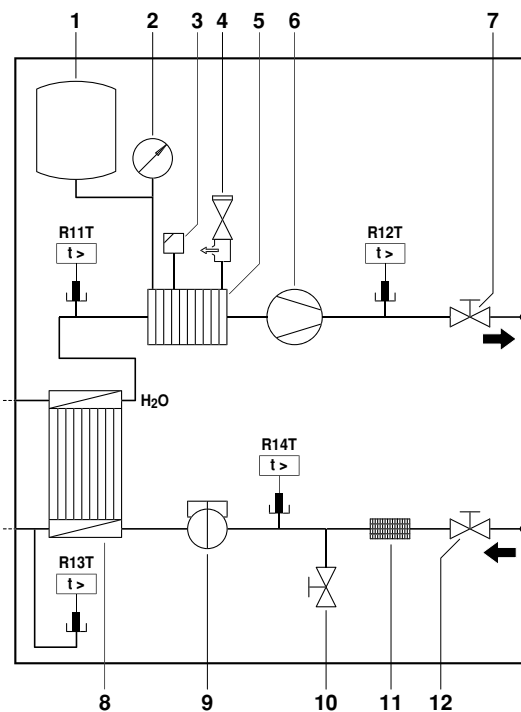 1 2 3 4 5 6 7
R11T
t >
R12T
t >
H₂O
R14T
t >
R13T
t >
8 9 10 11 12